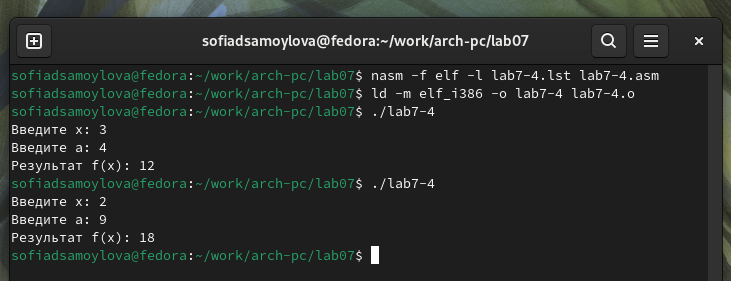 sofiadsamoylova@fedora:~/work/arch-pc/lab07
sofiadsamoylova@fedora:~/work/arch-pc/lab07$ nasm -f elf -l lab7-4.lst lab7-4.asm
sofiadsamoylova@fedora:~/work/arch-pc/lab07$ ld -m elf_i386 -o lab7-4 lab7-4.o
sofiadsamoylova@fedora:~/work/arch-pc/lab07$ ./lab7-4
Введите x: 3
Введите a: 4
Результат f(x): 12
sofiadsamoylova@fedora:~/work/arch-pc/lab07$ ./lab7-4
Введите x: 2
Введите a: 9
Результат f(x): 18
sofiadsamoylova@fedora:~/work/arch-pc/lab07$